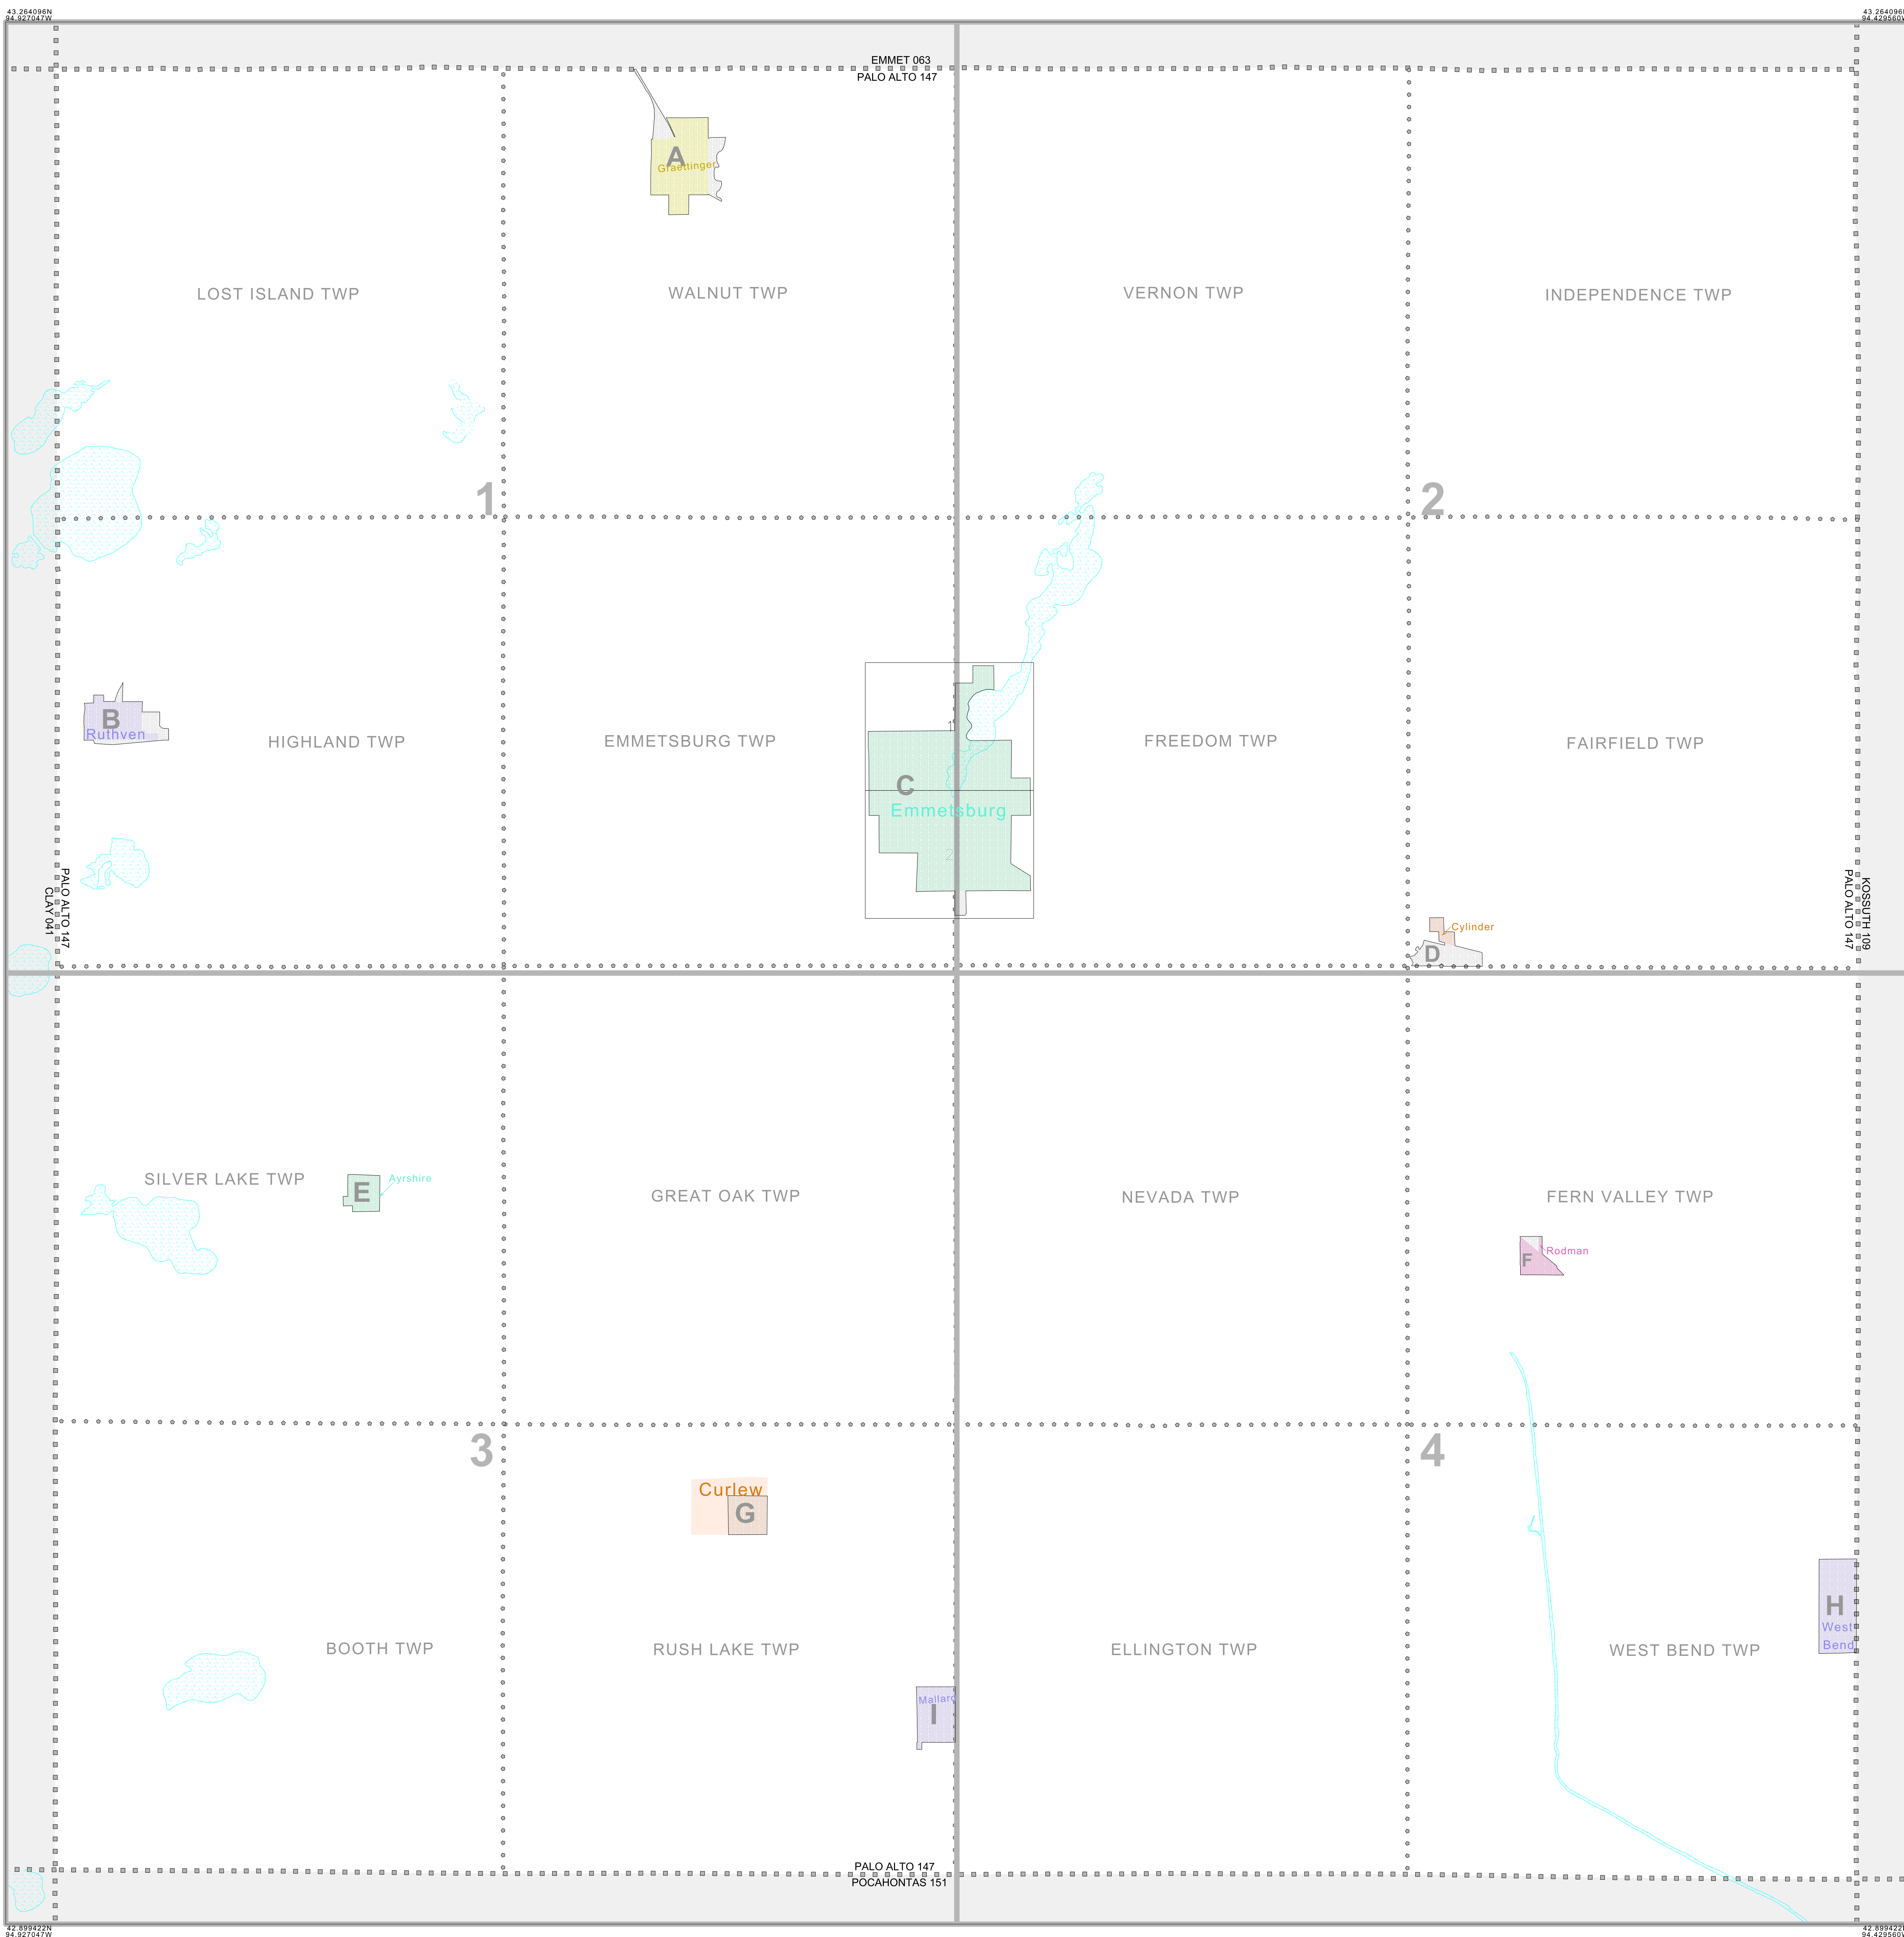 43.264096N
94.927047W
43.264096N
94.429560W
EMMET 063
PALO ALTO 147
A
Graettinger
LOST ISLAND TWP
WALNUT TWP
VERNON TWP
INDEPENDENCE TWP
1
2
B
Ruthven
HIGHLAND TWP
EMMETSBURG TWP
1
FREEDOM TWP
FAIRFIELD TWP
C
Emmetsburg
2
PALO ALTO 147
CLAY 041
KOSSUTH 109
PALO ALTO 147
Cylinder
D
SILVER LAKE TWP
E
Ayrshire
GREAT OAK TWP
NEVADA TWP
FERN VALLEY TWP
F
Rodman
3
4
Curlew
G
H
West
Bend
BOOTH TWP
RUSH LAKE TWP
ELLINGTON TWP
WEST BEND TWP
Mallard
I
PALO ALTO 147
POCAHONTAS 151
42.899422N
94.927047W
42.899422N
94.429560W